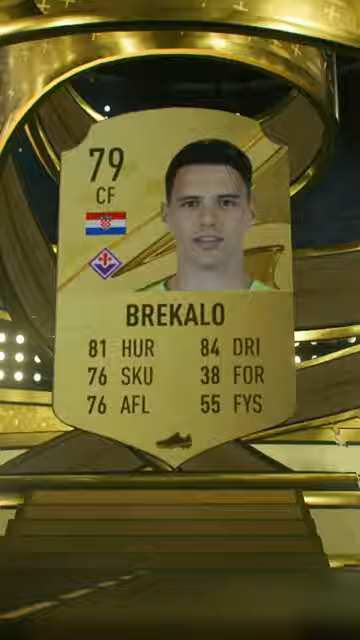 79
CF
BREKALO
81 HUR 84 DRI
76 SKU 38 FOR
76 AFL 55 FYS